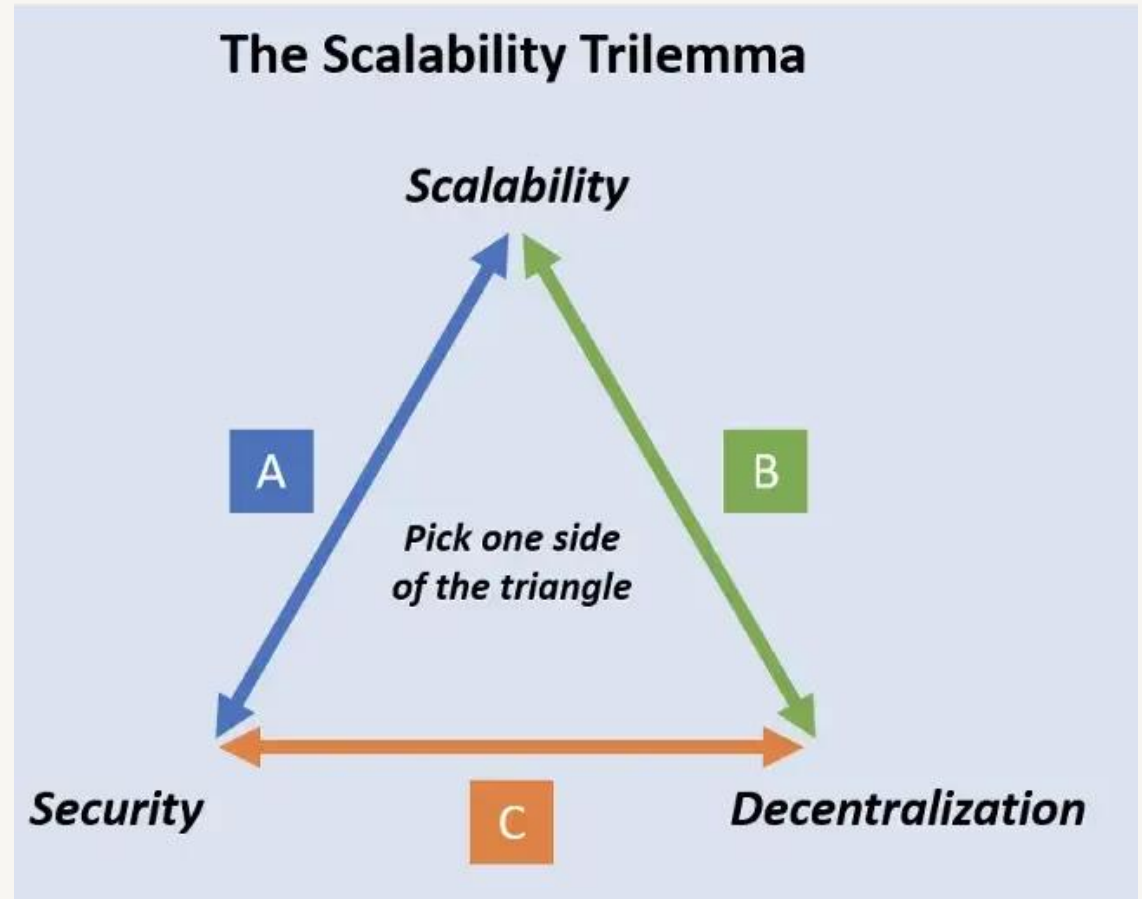 The Scalability Trilemma
Scalability
A
B
Pick one side
of the triangle
Security
C
Decentralization